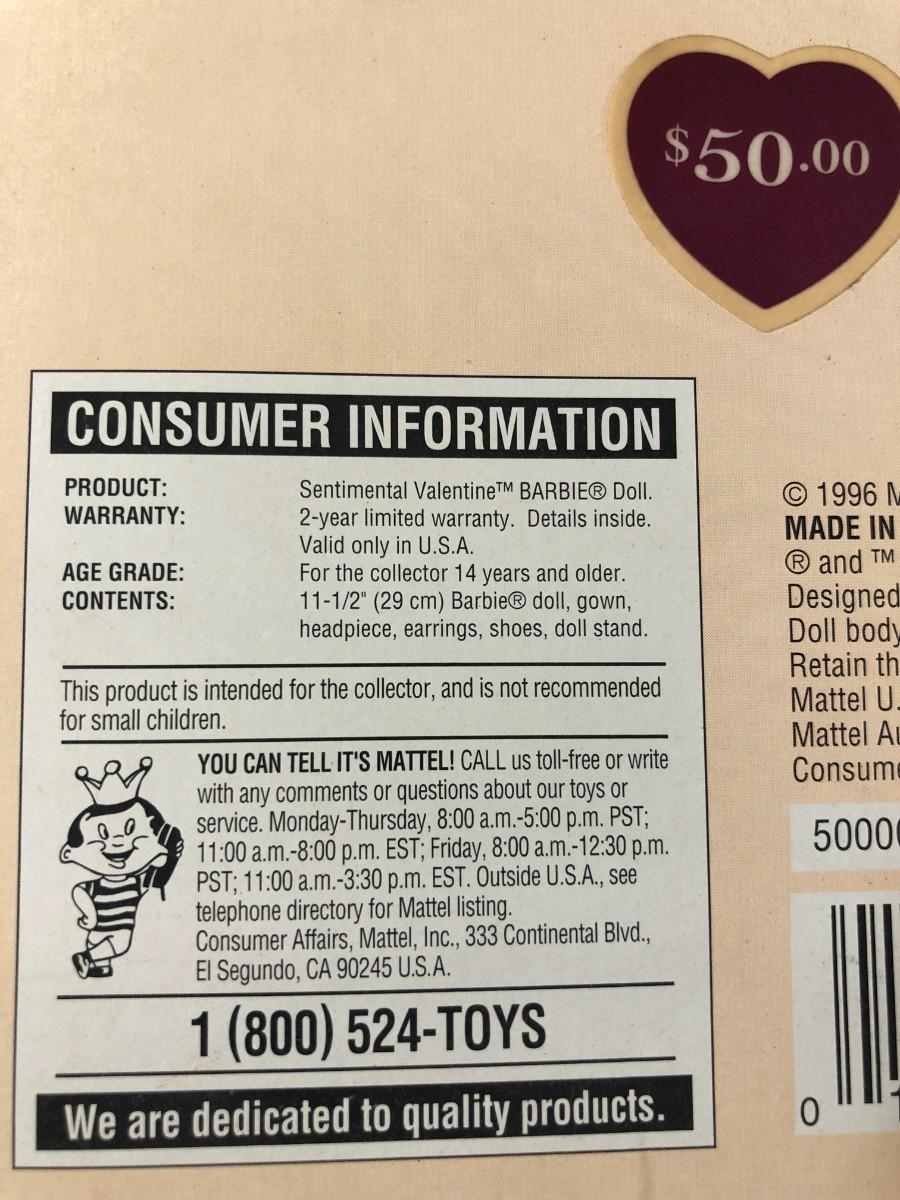 $50.00
CONSUMER INFORMATION
PRODUCT: Sentimental Valentine™ BARBIE® Doll.
WARRANTY: 2-year limited warranty. Details inside.
Valid only in U.S.A.
AGE GRADE: For the collector 14 years and older.
CONTENTS: 11-1/2" (29 cm) Barbie® doll, gown,
headpiece, earrings, shoes, doll stand.
This product is intended for the collector, and is not recommended
for small children.
YOU CAN TELL IT'S MATTEL! CALL us toll-free or write
with any comments or questions about our toys or
service. Monday-Thursday, 8:00 a.m.-5:00 p.m. PST;
11:00 a.m.-8:00 p.m. EST; Friday, 8:00 a.m.-12:30 p.m.
PST; 11:00 a.m.-3:30 p.m. EST. Outside U.S.A., see
telephone directory for Mattel listing.
Consumer Affairs, Mattel, Inc., 333 Continental Blvd.,
El Segundo, CA 90245 U.S.A.
1 (800) 524-TOYS
We are dedicated to quality products.
© 1996 M
MADE IN
® and ™
Designed
Doll body
Retain th
Mattel U.
Mattel Au
Consume
5000
0